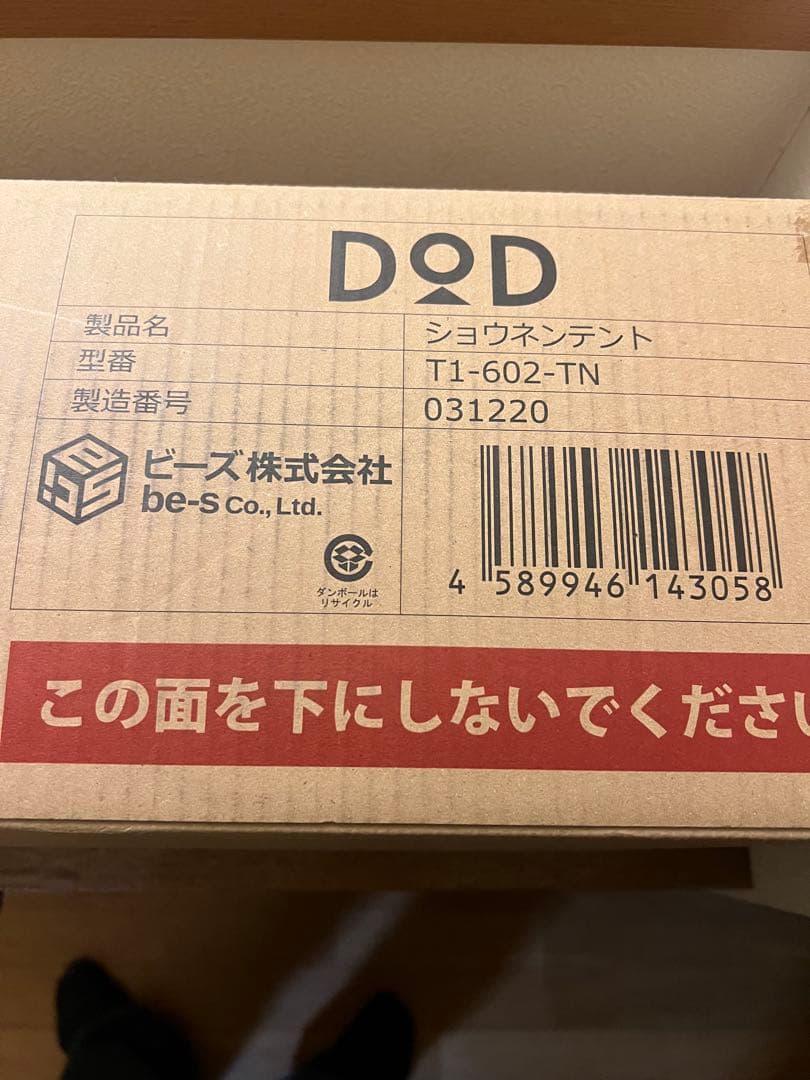 DOD
製品名 ショウネンテント
型番 T1-602-TN
製造番号 031220
ビーズ株式会社
be-s Co., Ltd.
ダンボールは
リサイクル
4 589946 143058
この面を下にしないでくださ